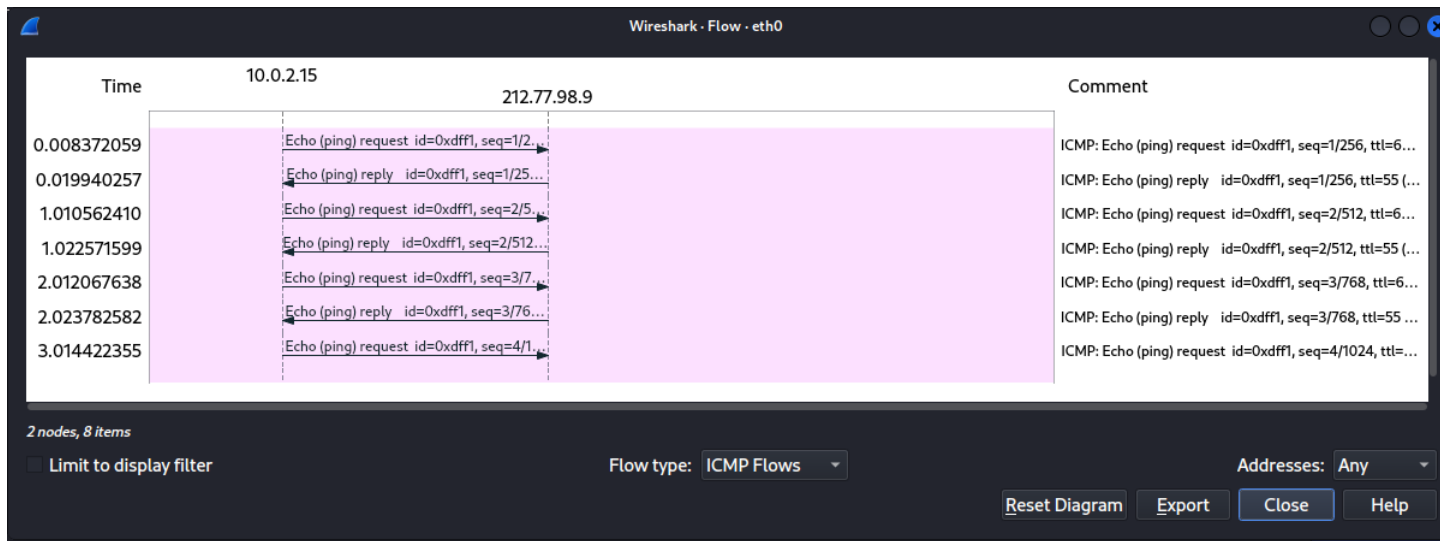 Wireshark · Flow · eth0
Time 10.0.2.15 212.77.98.9 Comment
0.008372059 Echo (ping) request id=0xdff1, seq=1/2... ICMP: Echo (ping) request id=0xdff1, seq=1/256, ttl=6...
0.019940257 Echo (ping) reply id=0xdff1, seq=1/25... ICMP: Echo (ping) reply id=0xdff1, seq=1/256, ttl=55 (...
1.010562410 Echo (ping) request id=0xdff1, seq=2/5... ICMP: Echo (ping) request id=0xdff1, seq=2/512, ttl=6...
1.022571599 Echo (ping) reply id=0xdff1, seq=2/512... ICMP: Echo (ping) reply id=0xdff1, seq=2/512, ttl=55 (...
2.012067638 Echo (ping) request id=0xdff1, seq=3/7... ICMP: Echo (ping) request id=0xdff1, seq=3/768, ttl=6...
2.023782582 Echo (ping) reply id=0xdff1, seq=3/76... ICMP: Echo (ping) reply id=0xdff1, seq=3/768, ttl=55 ...
3.014422355 Echo (ping) request id=0xdff1, seq=4/1... ICMP: Echo (ping) request id=0xdff1, seq=4/1024, ttl=...
2 nodes, 8 items
Limit to display filter Flow type: ICMP Flows Addresses: Any
Reset Diagram Export Close Help